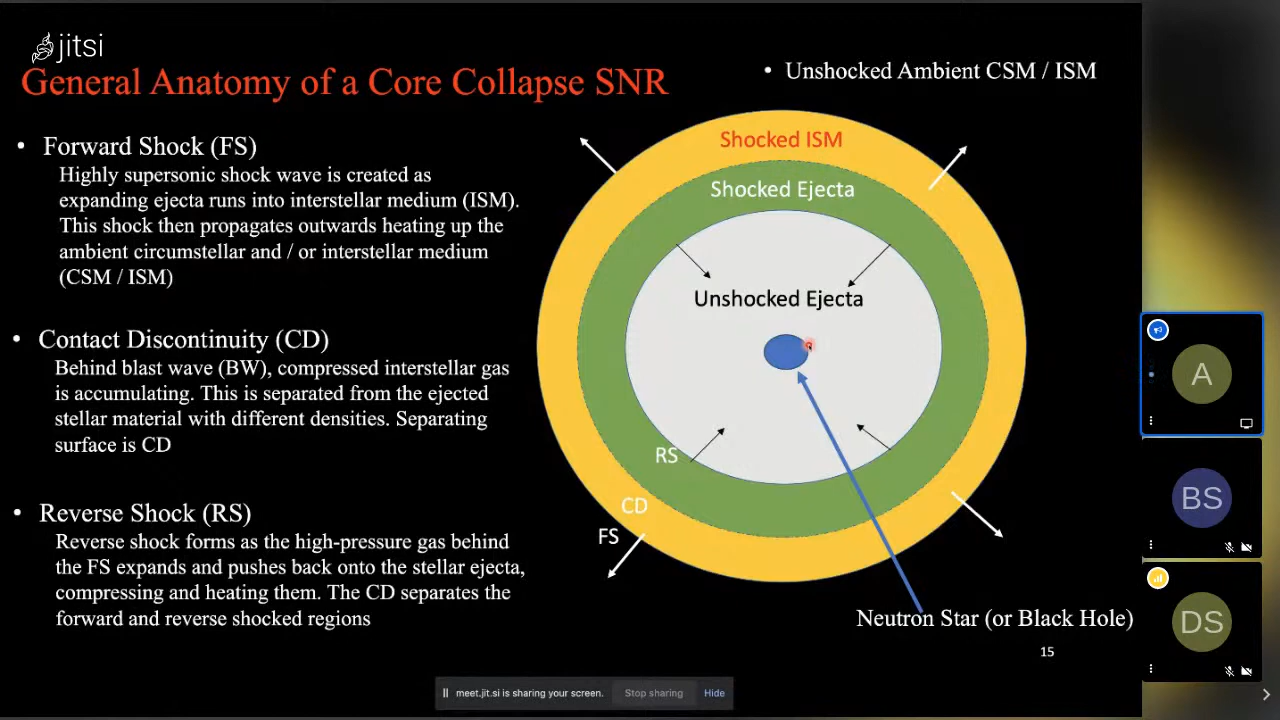 jitsi
General Anatomy of a Core Collapse SNR
• Unshocked Ambient CSM / ISM
• Forward Shock (FS)
Highly supersonic shock wave is created as
expanding ejecta runs into interstellar medium (ISM).
This shock then propagates outwards heating up the
ambient circumstellar and / or interstellar medium
(CSM / ISM)
• Contact Discontinuity (CD)
Behind blast wave (BW), compressed interstellar gas
is accumulating. This is separated from the ejected
stellar material with different densities. Separating
surface is CD
• Reverse Shock (RS)
Reverse shock forms as the high-pressure gas behind
the FS expands and pushes back onto the stellar ejecta,
compressing and heating them. The CD separates the
forward and reverse shocked regions
Shocked ISM
Shocked Ejecta
Unshocked Ejecta
RS
CD
FS
Neutron Star (or Black Hole)
15
A
BS
DS
meet.jit.si is sharing your screen. Stop sharing Hide